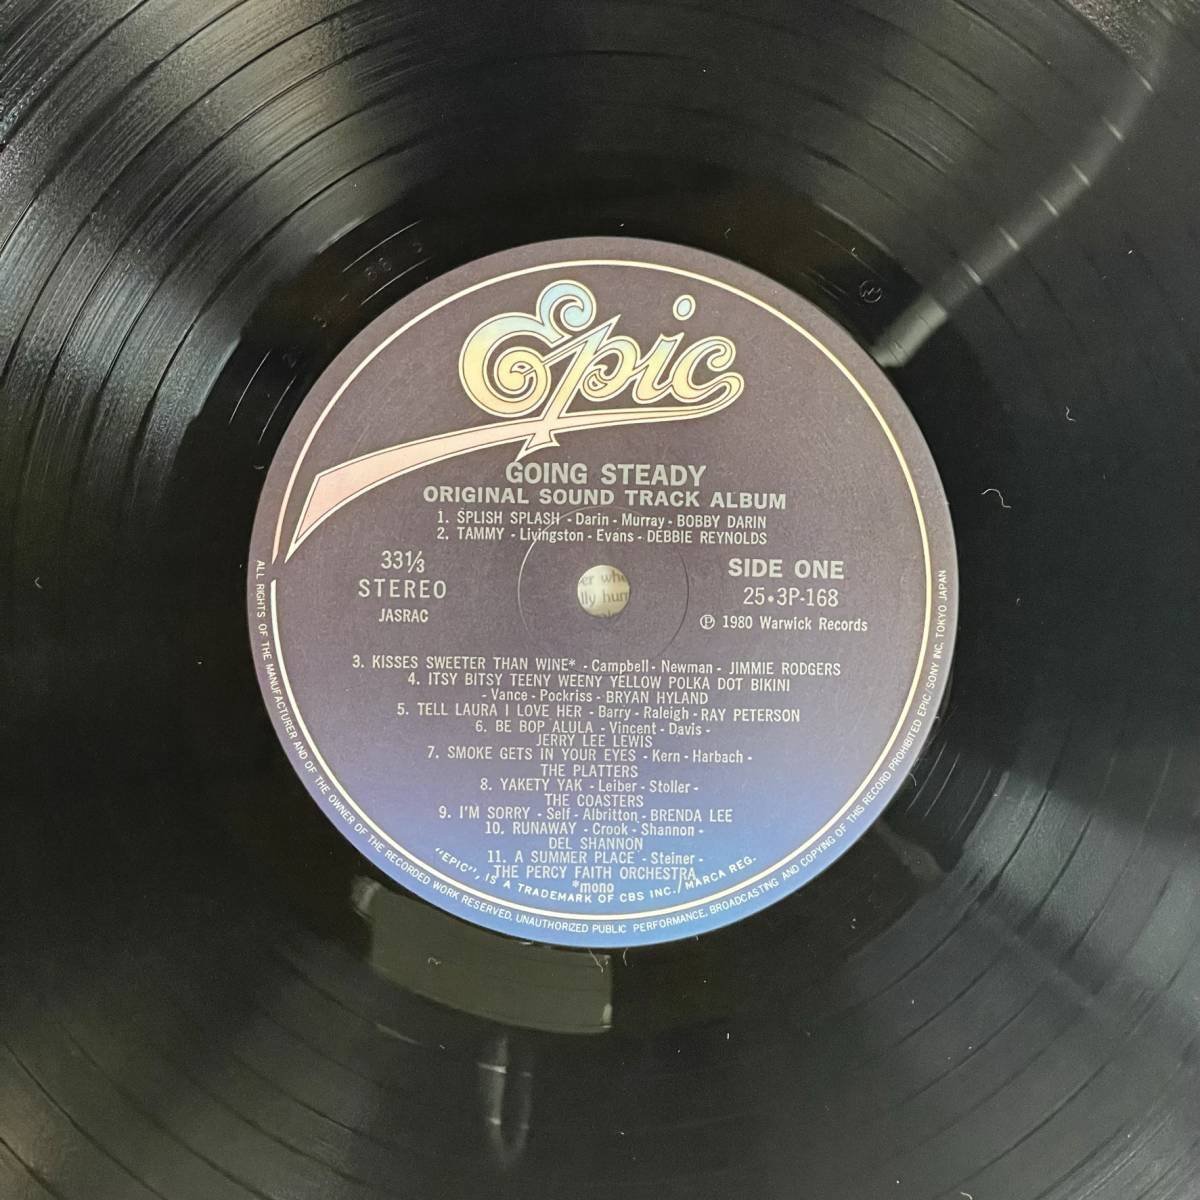 Epic
GOING STEADY
ORIGINAL SOUND TRACK ALBUM
1. SPLISH SPLASH - Darin - Murray - BOBBY DARIN
2. TAMMY - Livingston - Evans - DEBBIE REYNOLDS
33⅓
STEREO
JASRAC
SIDE ONE
25•3P-168
Ⓟ 1980 Warwick Records
er whe
lly hurr
3. KISSES SWEETER THAN WINE* - Campbell - Newman - JIMMIE RODGERS
4. ITSY BITSY TEENY WEENY YELLOW POLKA DOT BIKINI
- Vance - Pockriss - BRYAN HYLAND
5. TELL LAURA I LOVE HER - Barry - Raleigh - RAY PETERSON
6. BE BOP ALULA - Vincent - Davis -
JERRY LEE LEWIS
7. SMOKE GETS IN YOUR EYES - Kern - Harbach -
THE PLATTERS
8. YAKETY YAK - Leiber - Stoller -
THE COASTERS
9. I'M SORRY - Self - Albritton - BRENDA LEE
10. RUNAWAY - Crook - Shannon -
DEL SHANNON
11. A SUMMER PLACE - Steiner -
THE PERCY FAITH ORCHESTRA
*mono
"EPIC", IS A TRADEMARK OF CBS INC./MARCA REG.
ALL RIGHTS OF THE MANUFACTURER AND OF THE OWNER OF THE RECORDED WORK RESERVED, UNAUTHORIZED PUBLIC PERFORMANCE, BROADCASTING AND COPYING OF THIS RECORD PROHIBITED EPIC/SONY INC. TOKYO JAPAN